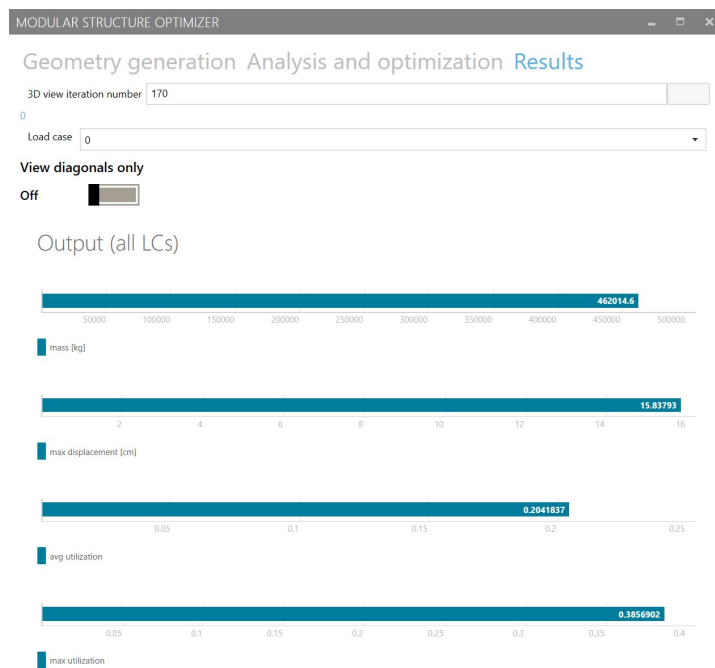 MODULAR STRUCTURE OPTIMIZER
Geometry generation Analysis and optimization Results
3D view iteration number 170
0
Load case 0
View diagonals only
Off
Output (all LCs)
462014.6
50000 100000 150000 200000 250000 300000 350000 400000 450000 500000
mass [kg]
15.83793
2 4 6 8 10 12 14 16
max displacement [cm]
0.2041837
0.05 0.1 0.15 0.2 0.25
avg utilization
0.3856902
0.05 0.1 0.15 0.2 0.25 0.3 0.35 0.4
max utilization